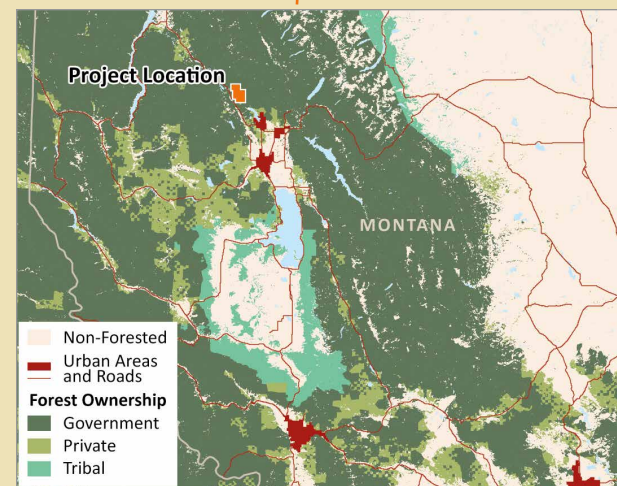 Project Location
MONTANA
Non-Forested
Urban Areas
and Roads
Forest Ownership
Government
Private
Tribal